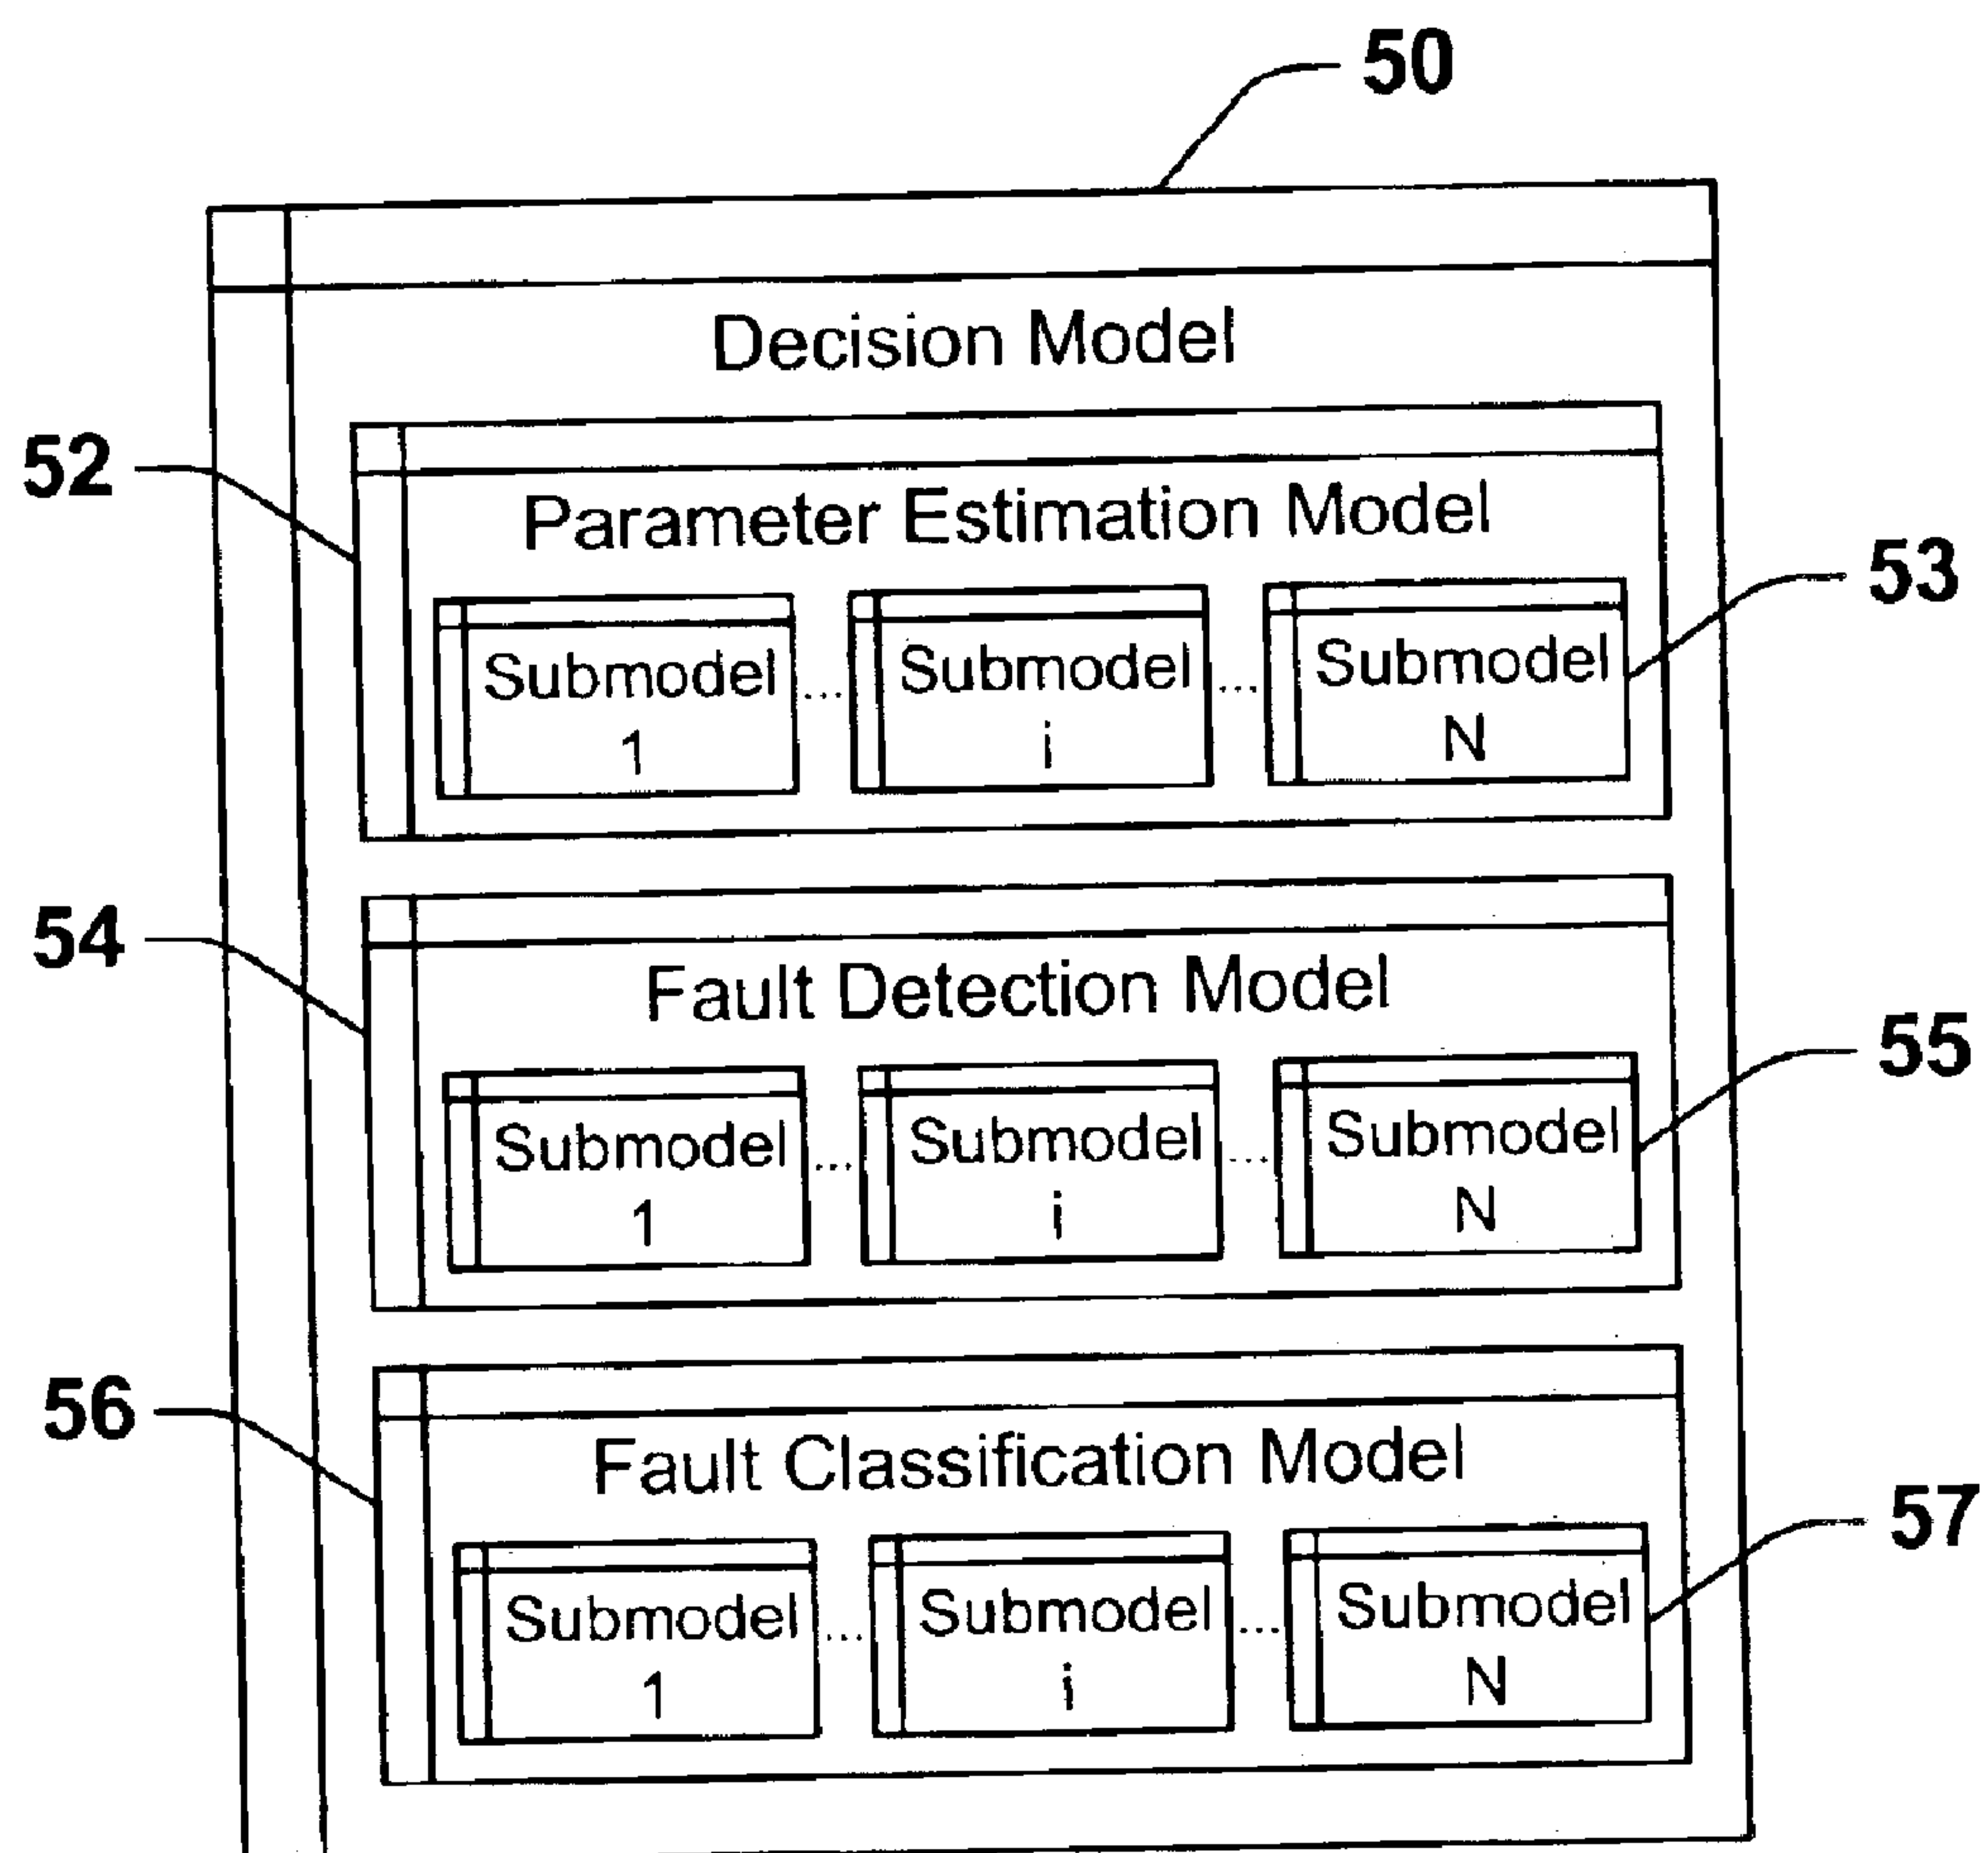 50
Decision Model
52
Parameter Estimation Model
53
Submodel ... Submodel ... Submodel
1 i N
54
Fault Detection Model
55
Submodel ... Submodel ... Submodel
1 i N
56
Fault Classification Model
57
Submodel ... Submodel ... Submodel
1 i N